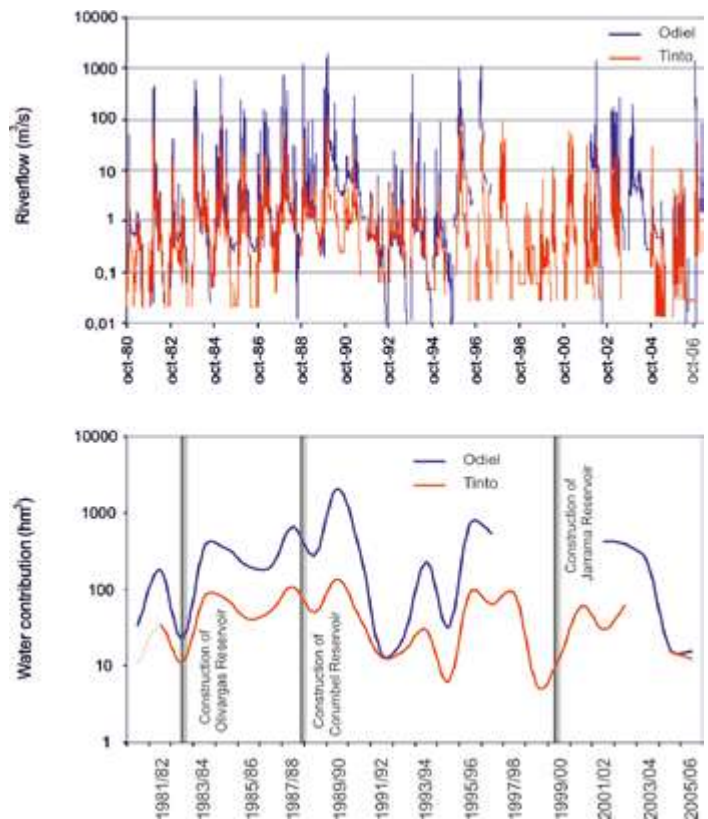 10000
1000
100
10
1
0,1
0,01
Riverflow (m³/s)
Odiel
Tinto
oct-80
oct-82
oct-84
oct-86
oct-88
oct-90
oct-92
oct-94
oct-96
oct-98
oct-00
oct-02
oct-04
oct-06
10000
1000
100
10
1
Water contribution (hm³)
Odiel
Tinto
Construction of
Olivargas Reservoir
Construction of
Corumbel Reservoir
Construction of
Jarrama Reservoir
1981/82
1983/84
1985/86
1987/88
1989/90
1991/92
1993/94
1995/96
1997/98
1999/00
2001/02
2003/04
2005/06